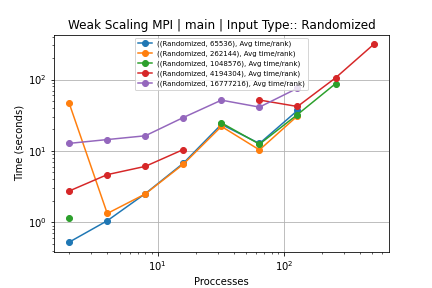 Weak Scaling MPI | main | Input Type:: Randomized
((Randomized, 65536), Avg time/rank)
((Randomized, 262144), Avg time/rank)
((Randomized, 1048576), Avg time/rank)
((Randomized, 4194304), Avg time/rank)
((Randomized, 16777216), Avg time/rank)
Time (seconds)
10²
10¹
10⁰
10¹ 10²
Proccesses